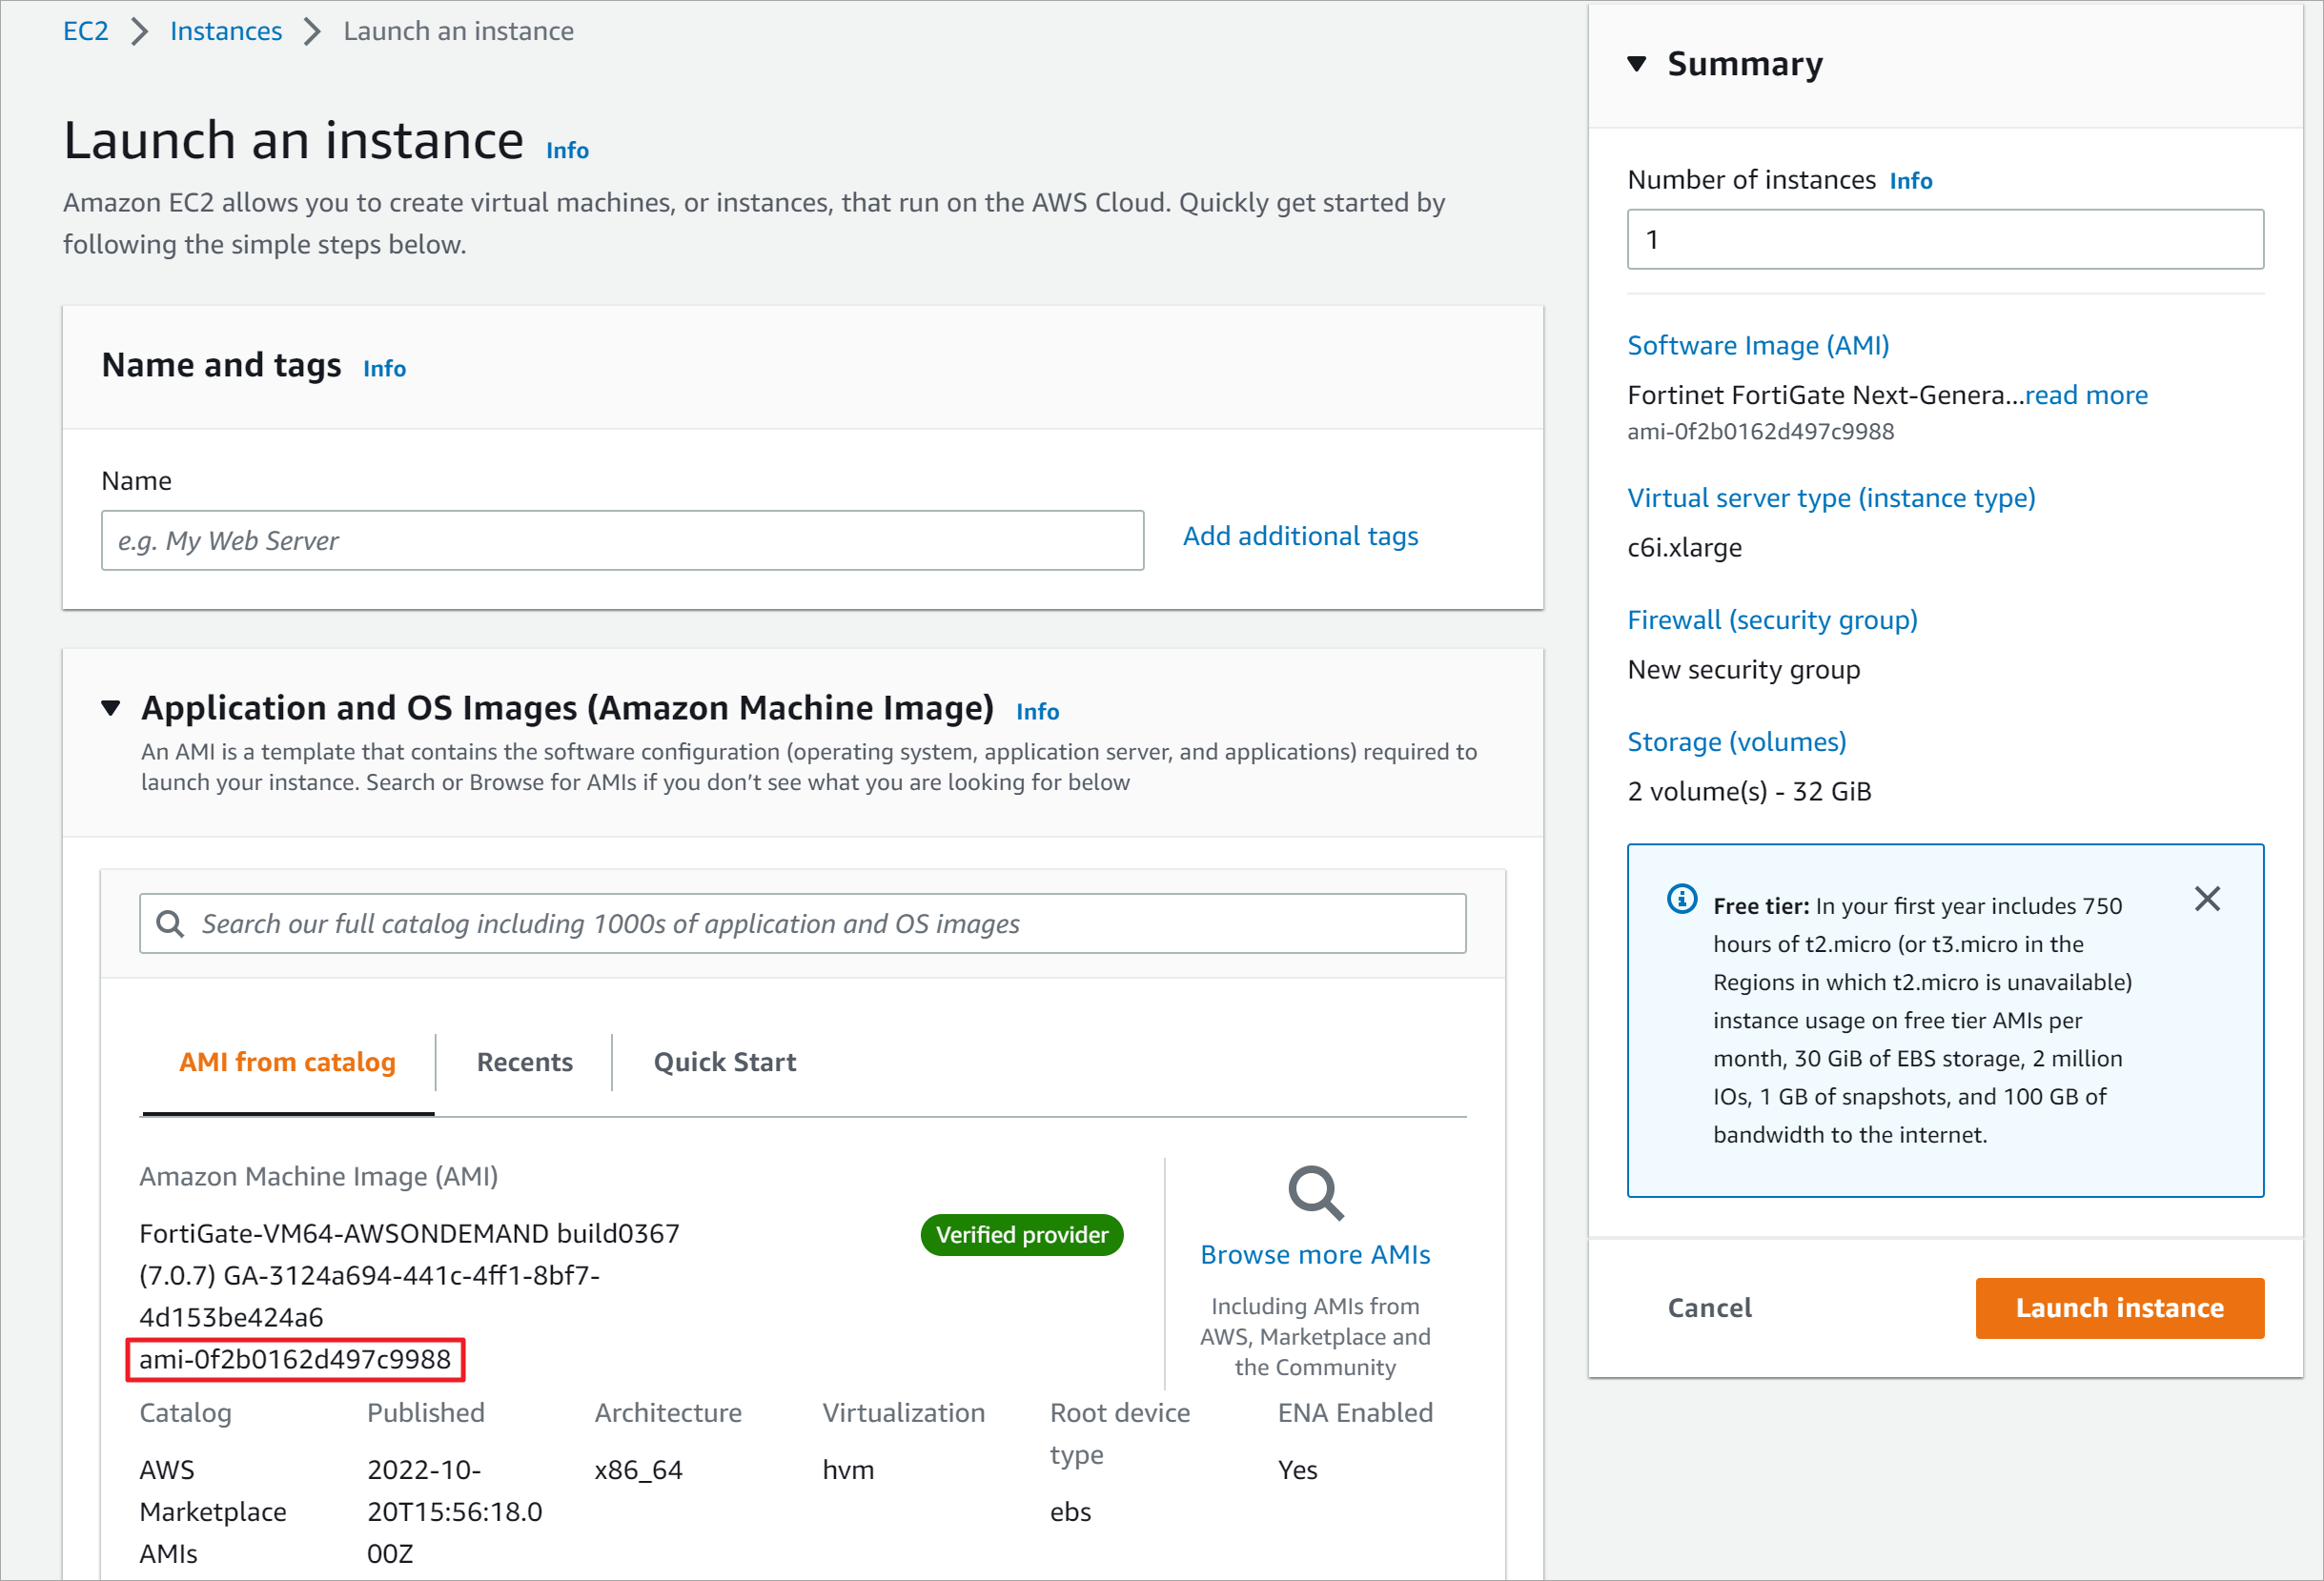 EC2 > Instances > Launch an instance
Launch an instance Info
Amazon EC2 allows you to create virtual machines, or instances, that run on the AWS Cloud. Quickly get started by
following the simple steps below.
Name and tags Info
Name
e.g. My Web Server
Add additional tags
Application and OS Images (Amazon Machine Image) Info
An AMI is a template that contains the software configuration (operating system, application server, and applications) required to
launch your instance. Search or Browse for AMIs if you don’t see what you are looking for below
Search our full catalog including 1000s of application and OS images
AMI from catalog
Recents
Quick Start
Amazon Machine Image (AMI)
FortiGate-VM64-AWSONDEMAND build0367
(7.0.7) GA-3124a694-441c-4ff1-8bf7-
4d153be424a6
ami-0f2b0162d497c9988
Verified provider
Browse more AMIs
Including AMIs from
AWS, Marketplace and
the Community
Catalog
AWS
Marketplace
AMIs
Published
2022-10-
20T15:56:18.0
00Z
Architecture
x86_64
Virtualization
hvm
Root device
type
ebs
ENA Enabled
Yes
Summary
Number of instances Info
1
Software Image (AMI)
Fortinet FortiGate Next-Genera...read more
ami-0f2b0162d497c9988
Virtual server type (instance type)
c6i.xlarge
Firewall (security group)
New security group
Storage (volumes)
2 volume(s) - 32 GiB
Free tier: In your first year includes 750
hours of t2.micro (or t3.micro in the
Regions in which t2.micro is unavailable)
instance usage on free tier AMIs per
month, 30 GiB of EBS storage, 2 million
IOs, 1 GB of snapshots, and 100 GB of
bandwidth to the internet.
Cancel
Launch instance